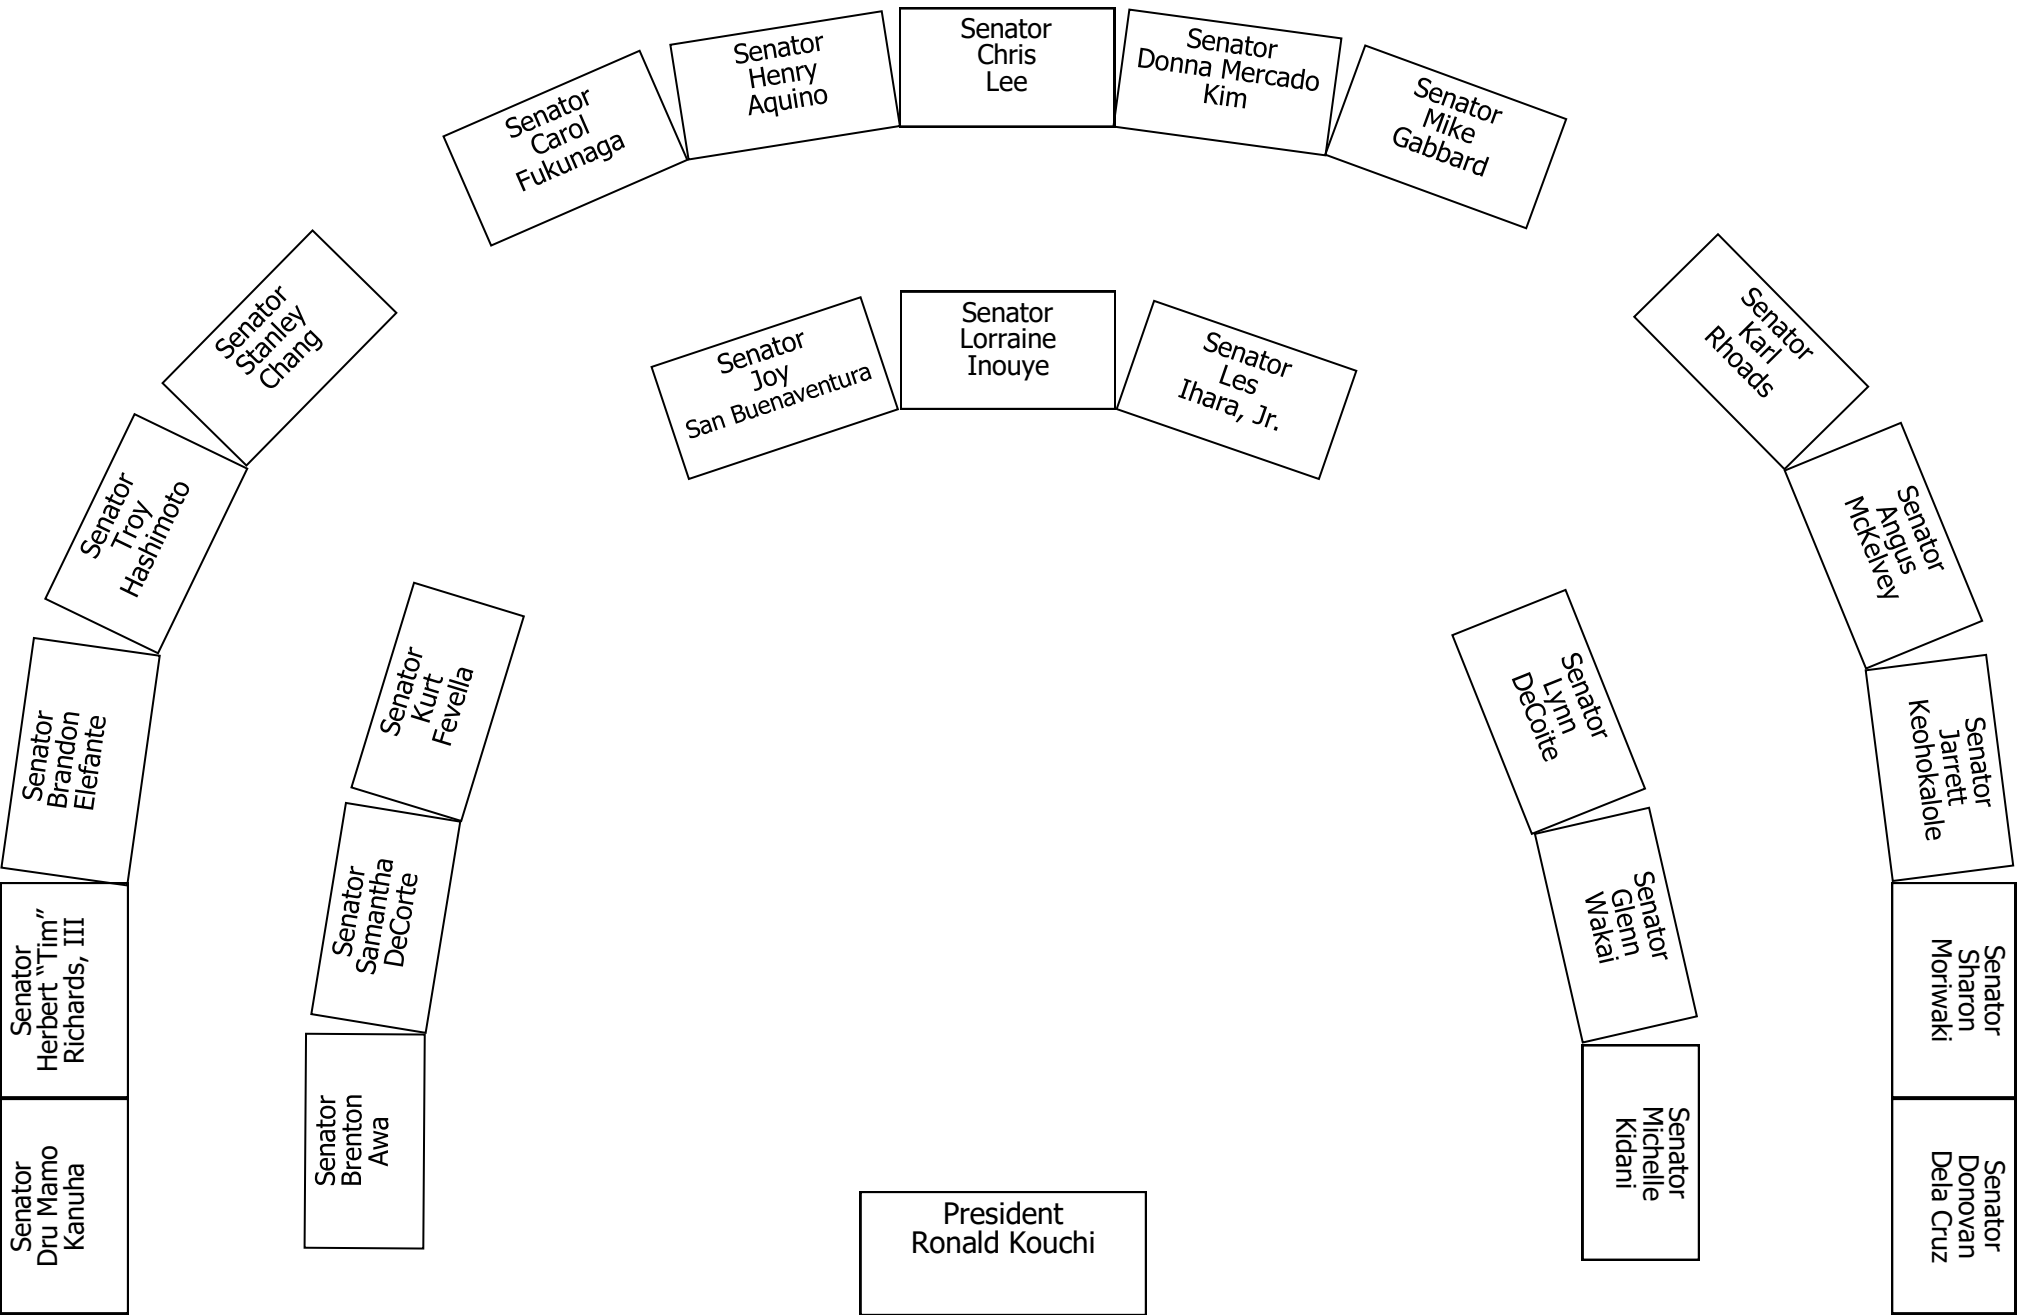 Senator
Chris
Lee
Senator
Henry
Aquino
Senator
Donna Mercado
Kim
Senator
Carol
Fukunaga
Senator
Mike
Gabbard
Senator
Stanley
Chang
Senator
Karl
Rhoads
Senator
Joy
San Buenaventura
Senator
Lorraine
Inouye
Senator
Les
Ihara, Jr.
Senator
Troy
Hashimoto
Senator
Angus
McKelvey
Senator
Brandon
Elefante
Senator
Kurt
Fevella
Senator
Lynn
DeCoite
Senator
Jarrett
Keohokalole
Senator
Herbert “Tim”
Richards, III
Senator
Samantha
DeCorte
Senator
Glenn
Wakai
Senator
Sharon
Moriwaki
Senator
Dru Mamo
Kanuha
Senator
Brenton
Awa
President
Ronald Kouchi
Senator
Michelle
Kidani
Senator
Donovan
Dela Cruz